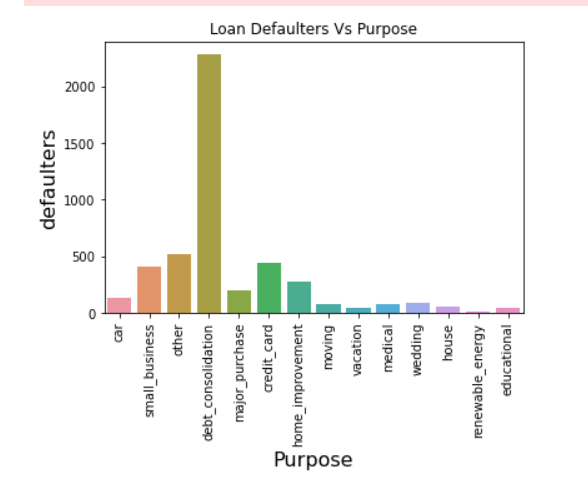 Loan Defaulters Vs Purpose
defaulters
2000
1500
1000
500
0
car
small_business
other
debt_consolidation
major_purchase
credit_card
home_improvement
moving
vacation
medical
wedding
house
renewable_energy
educational
Purpose